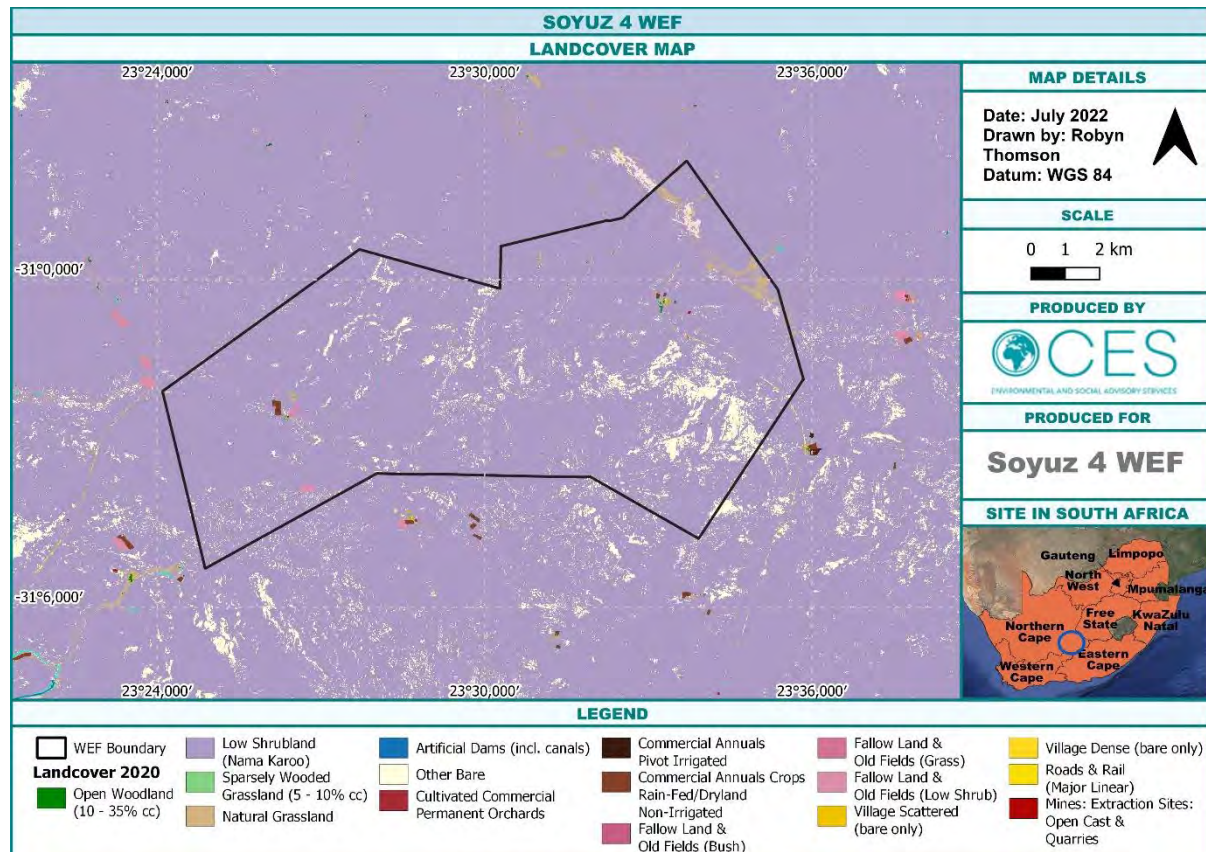 SOYUZ 4 WEF
LANDCOVER MAP
23°24,000′ 23°30,000′ 23°36,000′
-31°0,000′
-31°6,000′
23°24,000′ 23°30,000′ 23°36,000′
MAP DETAILS
Date: July 2022
Drawn by: Robyn
Thomson
Datum: WGS 84
SCALE
0 1 2 km
PRODUCED BY
CES
ENVIRONMENTAL AND SOCIAL ADVISORY SERVICES
PRODUCED FOR
Soyuz 4 WEF
SITE IN SOUTH AFRICA
Limpopo
Gauteng
North
West
Mpumalanga
Free
State
KwaZulu
Natal
Northern
Cape
Eastern
Cape
Western
Cape
LEGEND
WEF Boundary
Landcover 2020
Open Woodland
(10 - 35% cc)
Low Shrubland
(Nama Karoo)
Sparsely Wooded
Grassland (5 - 10% cc)
Natural Grassland
Artificial Dams (incl. canals)
Other Bare
Cultivated Commercial
Permanent Orchards
Commercial Annuals
Pivot Irrigated
Commercial Annuals Crops
Rain-Fed/Dryland
Non-Irrigated
Fallow Land &
Old Fields (Bush)
Fallow Land &
Old Fields (Grass)
Fallow Land &
Old Fields (Low Shrub)
Village Scattered
(bare only)
Village Dense (bare only)
Roads & Rail
(Major Linear)
Mines: Extraction Sites:
Open Cast &
Quarries